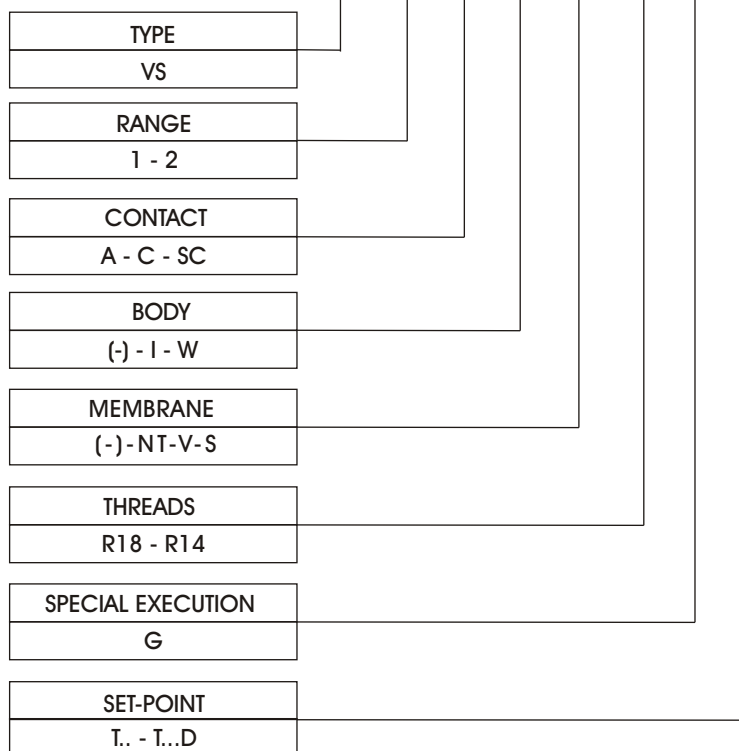 TYPE
VS
RANGE
1 - 2
CONTACT
A - C - SC
BODY
(-) - I - W
MEMBRANE
(-)-NT-V-S
THREADS
R18 - R14
SPECIAL EXECUTION
G
SET-POINT
T.. - T...D